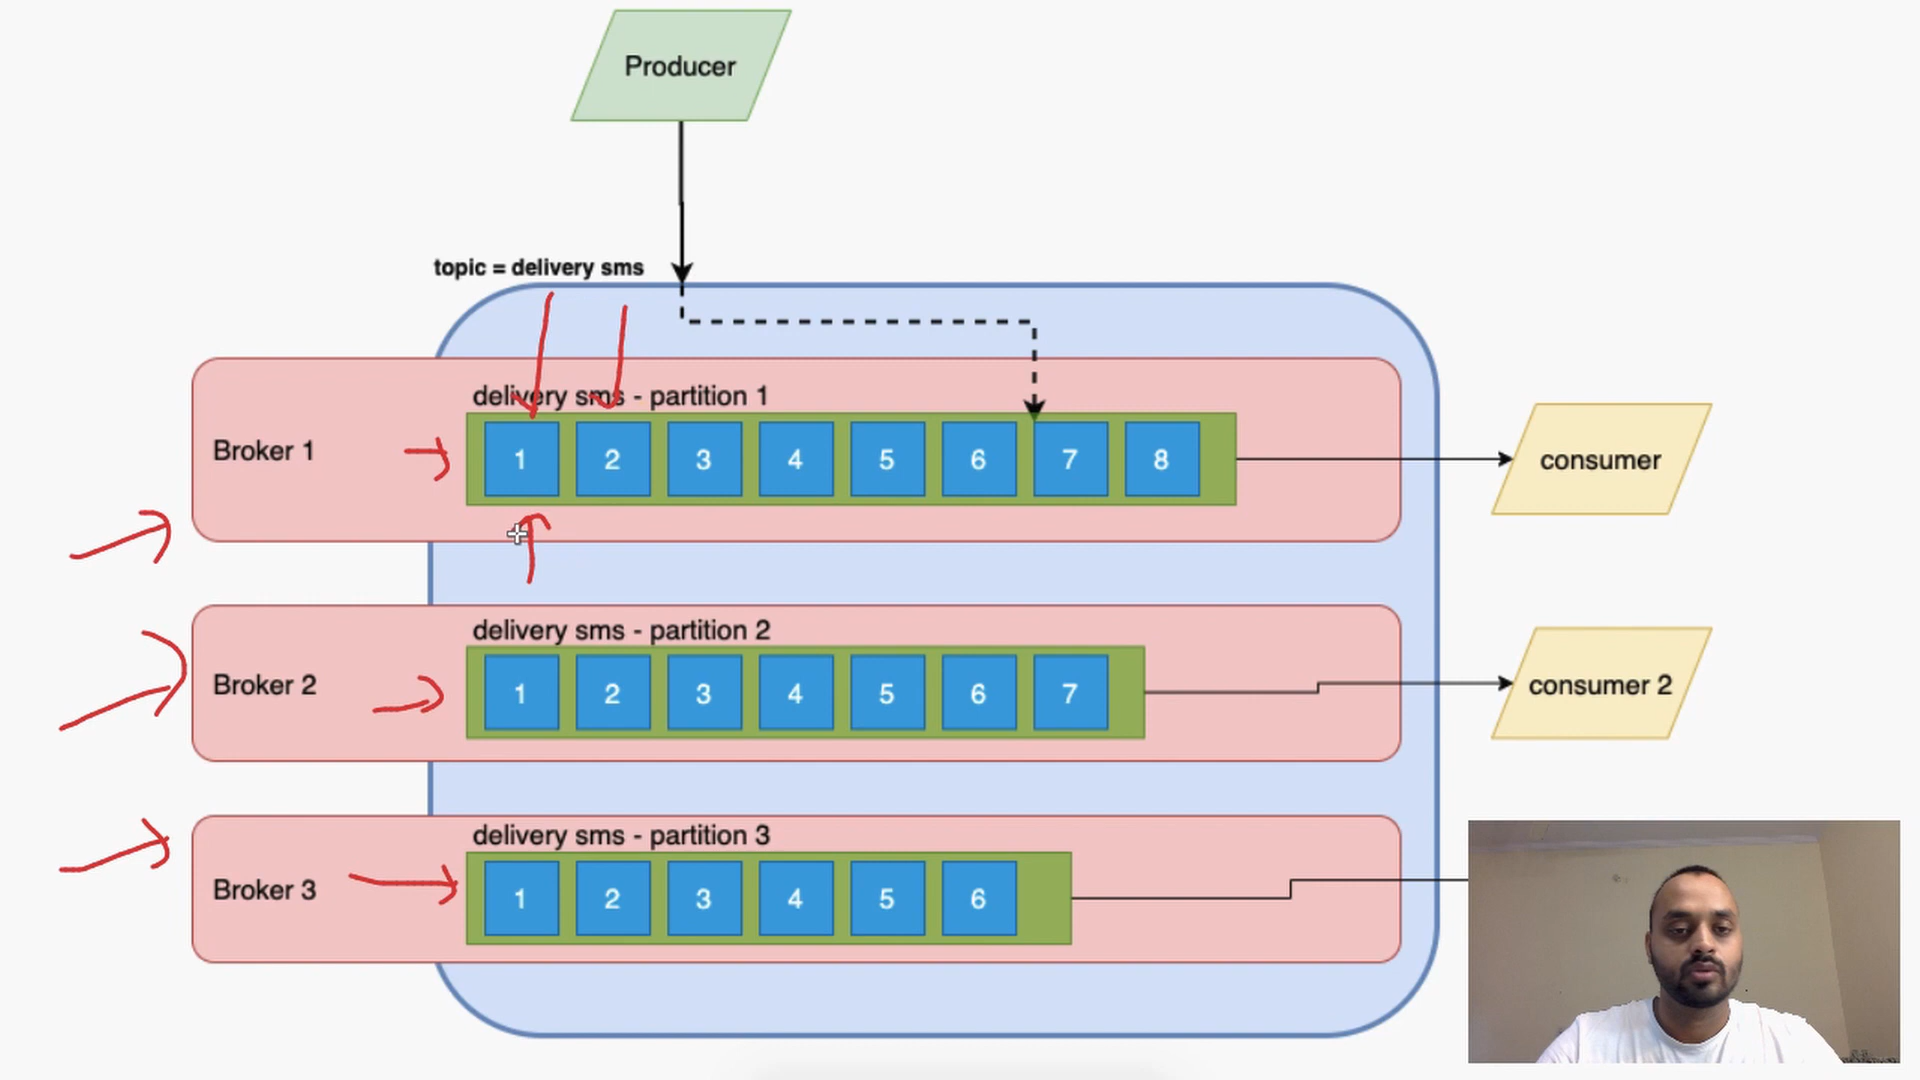 Producer
topic = delivery sms
delivery sms - partition 1
Broker 1
1 2 3 4 5 6 7 8
consumer
delivery sms - partition 2
Broker 2
1 2 3 4 5 6 7
consumer 2
delivery sms - partition 3
Broker 3
1 2 3 4 5 6